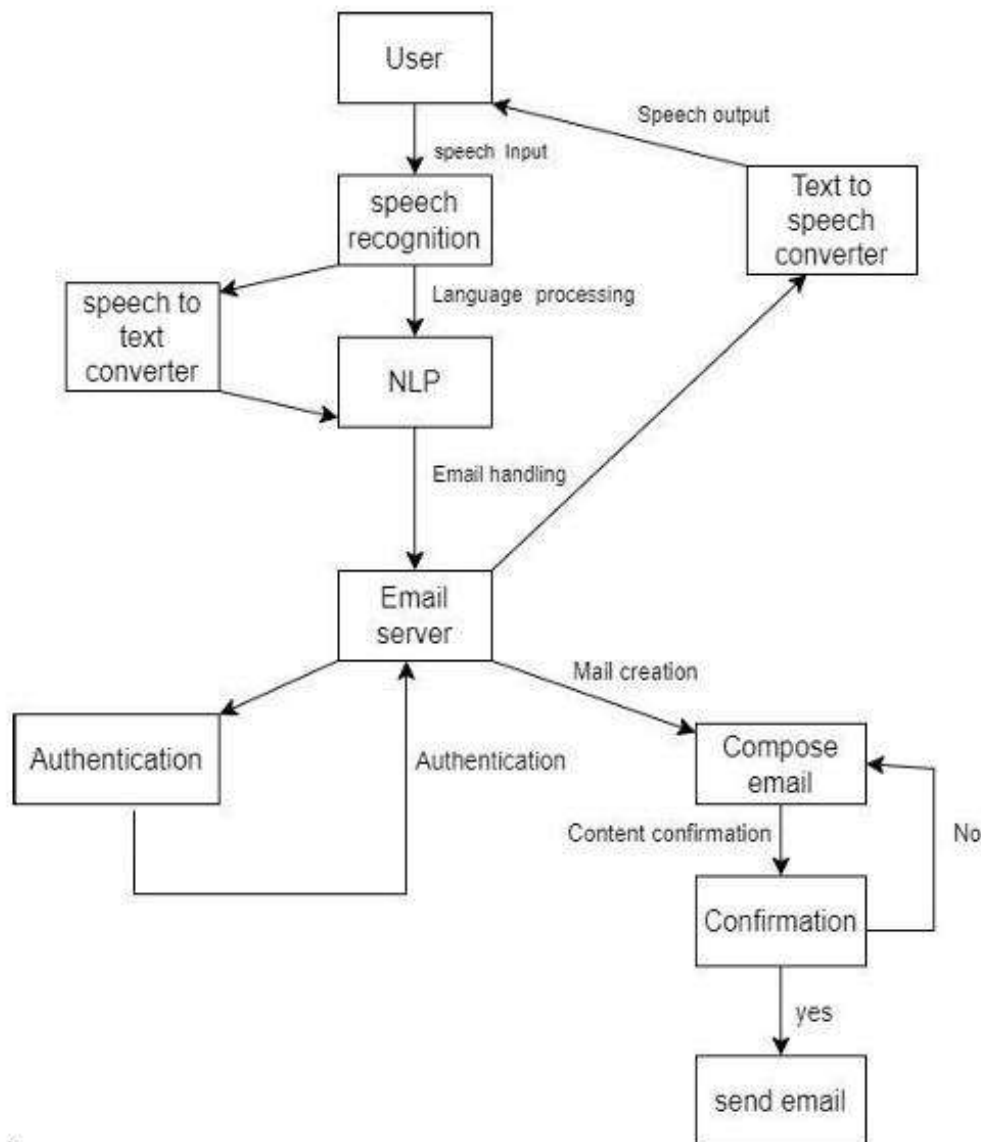 User
Speech output
speech Input
Text to
speech
converter
speech
recognition
Language processing
speech to
text
converter
NLP
Email handling
Email
server
Mail creation
Authentication
Authentication
Compose
email
Content confirmation
No
Confirmation
yes
send email